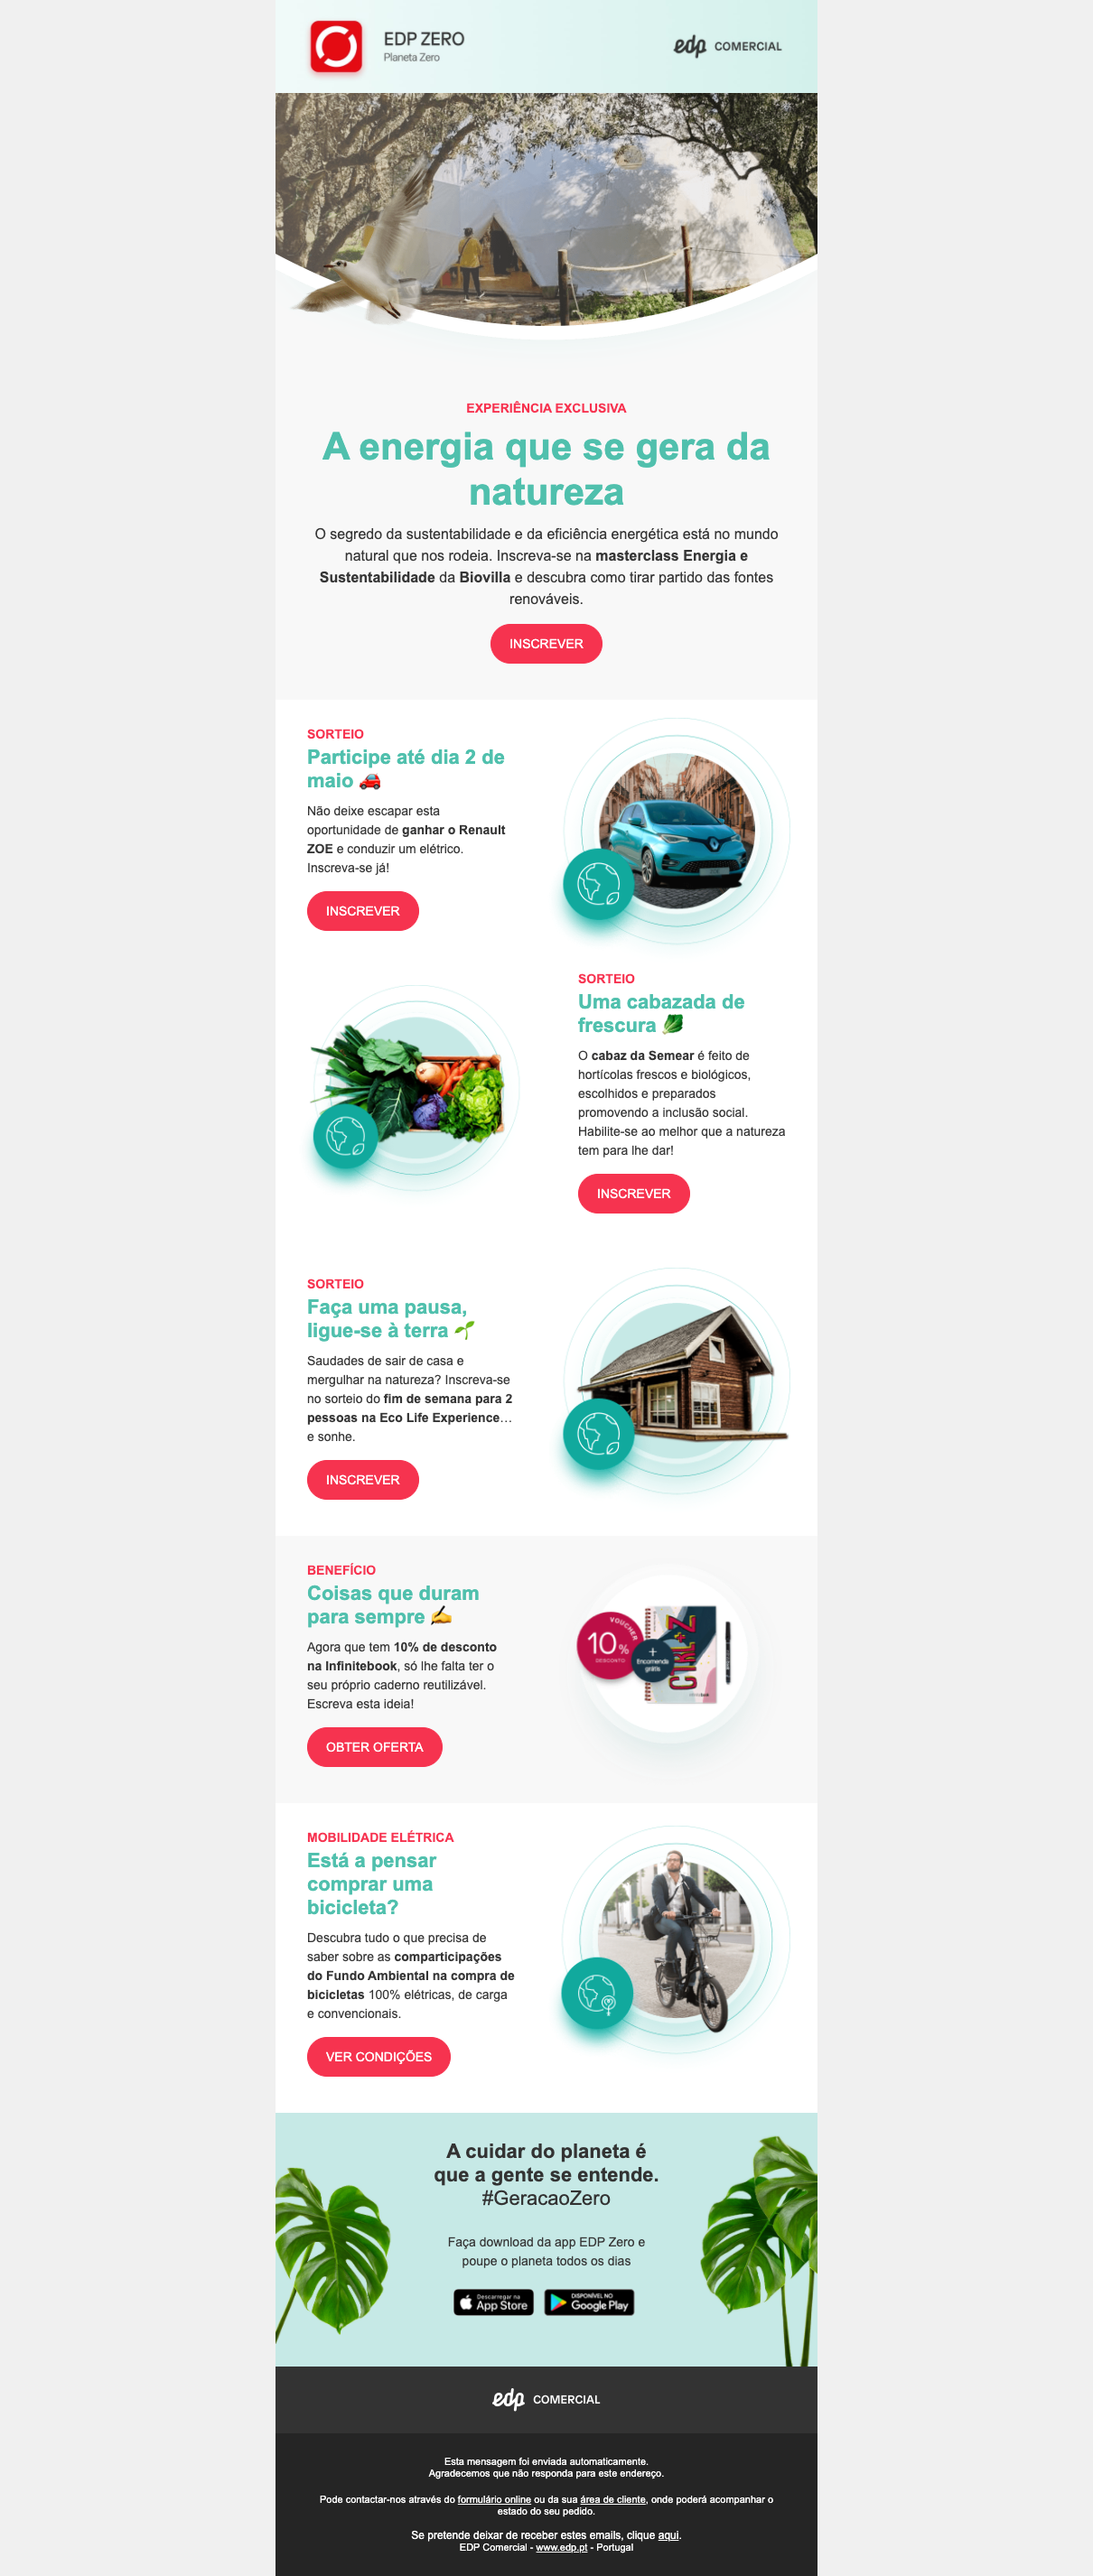 EDP ZERO
Planeta Zero
edp COMERCIAL
EXPERIÊNCIA EXCLUSIVA
A energia que se gera da
natureza
O segredo da sustentabilidade e da eficiência energética está no mundo
natural que nos rodeia. Inscreva-se na masterclass Energia e
Sustentabilidade da Biovilla e descubra como tirar partido das fontes
renováveis.
INSCREVER
SORTEIO
Participe até dia 2 de
maio 🚗
Não deixe escapar esta
oportunidade de ganhar o Renault
ZOE e conduzir um elétrico.
Inscreva-se já!
INSCREVER
SORTEIO
Uma cabazada de
frescura 🥬
O cabaz da Semear é feito de
hortícolas frescos e biológicos,
escolhidos e preparados
promovendo a inclusão social.
Habilite-se ao melhor que a natureza
tem para lhe dar!
INSCREVER
SORTEIO
Faça uma pausa,
ligue-se à terra 🌱
Saudades de sair de casa e
mergulhar na natureza? Inscreva-se
no sorteio do fim de semana para 2
pessoas na Eco Life Experience…
e sonhe.
INSCREVER
BENEFÍCIO
Coisas que duram
para sempre ✍️
Agora que tem 10% de desconto
na Infinitebook, só lhe falta ter o
seu próprio caderno reutilizável.
Escreva esta ideia!
OBTER OFERTA
VOUCHER
10%
DESCONTO
+
Encomenda
grátis
CTRL+Z
MOBILIDADE ELÉTRICA
Está a pensar
comprar uma
bicicleta?
Descubra tudo o que precisa de
saber sobre as comparticipações
do Fundo Ambiental na compra de
bicicletas 100% elétricas, de carga
e convencionais.
VER CONDIÇÕES
A cuidar do planeta é
que a gente se entende.
#GeracaoZero
Faça download da app EDP Zero e
poupe o planeta todos os dias
Descarregar na
App Store
DISPONÍVEL NO
Google Play
edp COMERCIAL
Esta mensagem foi enviada automaticamente.
Agradecemos que não responda para este endereço.
Pode contactar-nos através do formulário online ou da sua área de cliente, onde poderá acompanhar o
estado do seu pedido.
Se pretende deixar de receber estes emails, clique aqui.
EDP Comercial - www.edp.pt - Portugal